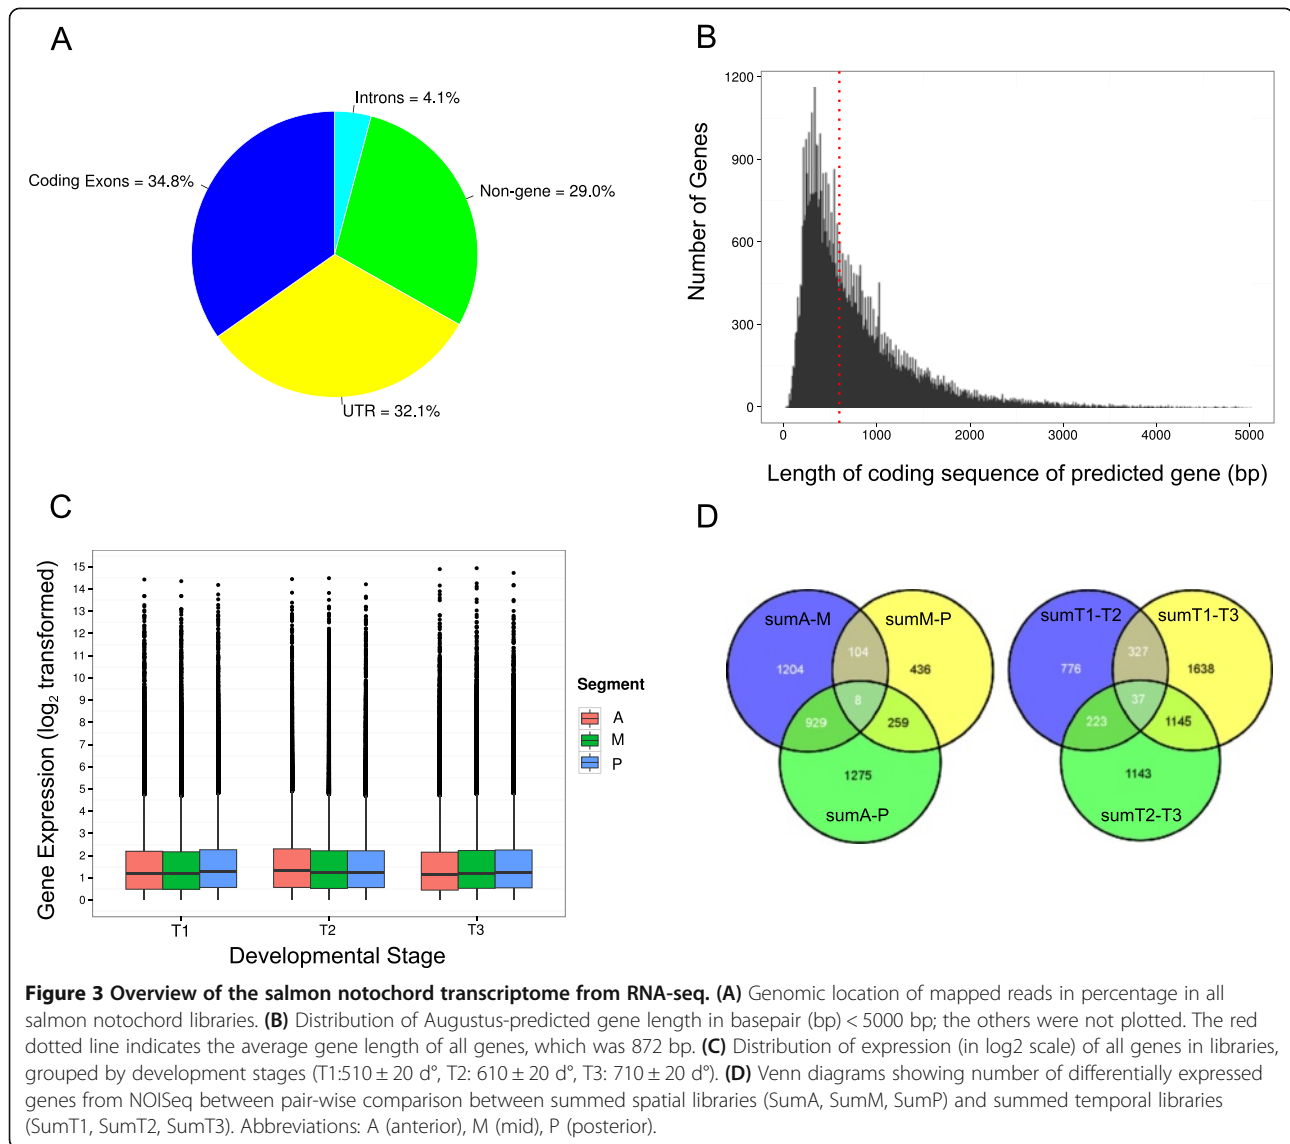 A
Introns = 4.1%
Coding Exons = 34.8%
Non-gene = 29.0%
UTR = 32.1%
B
Number of Genes
1200
900
600
300
0
0 1000 2000 3000 4000 5000
Length of coding sequence of predicted gene (bp)
C
Gene Expression (log2 transformed)
15
14
13
12
11
10
9
8
7
6
5
4
3
2
1
0
T1 T2 T3
Developmental Stage
Segment
A
M
P
D
sumA-M
sumM-P
104
1204
436
8
929
259
1275
sumA-P
sumT1-T2
sumT1-T3
327
776
1638
37
223
1145
1143
sumT2-T3
Figure 3 Overview of the salmon notochord transcriptome from RNA-seq. (A) Genomic location of mapped reads in percentage in all
salmon notochord libraries. (B) Distribution of Augustus-predicted gene length in basepair (bp) < 5000 bp; the others were not plotted. The red
dotted line indicates the average gene length of all genes, which was 872 bp. (C) Distribution of expression (in log2 scale) of all genes in libraries,
grouped by development stages (T1:510 ± 20 d°, T2: 610 ± 20 d°, T3: 710 ± 20 d°). (D) Venn diagrams showing number of differentially expressed
genes from NOISeq between pair-wise comparison between summed spatial libraries (SumA, SumM, SumP) and summed temporal libraries
(SumT1, SumT2, SumT3). Abbreviations: A (anterior), M (mid), P (posterior).